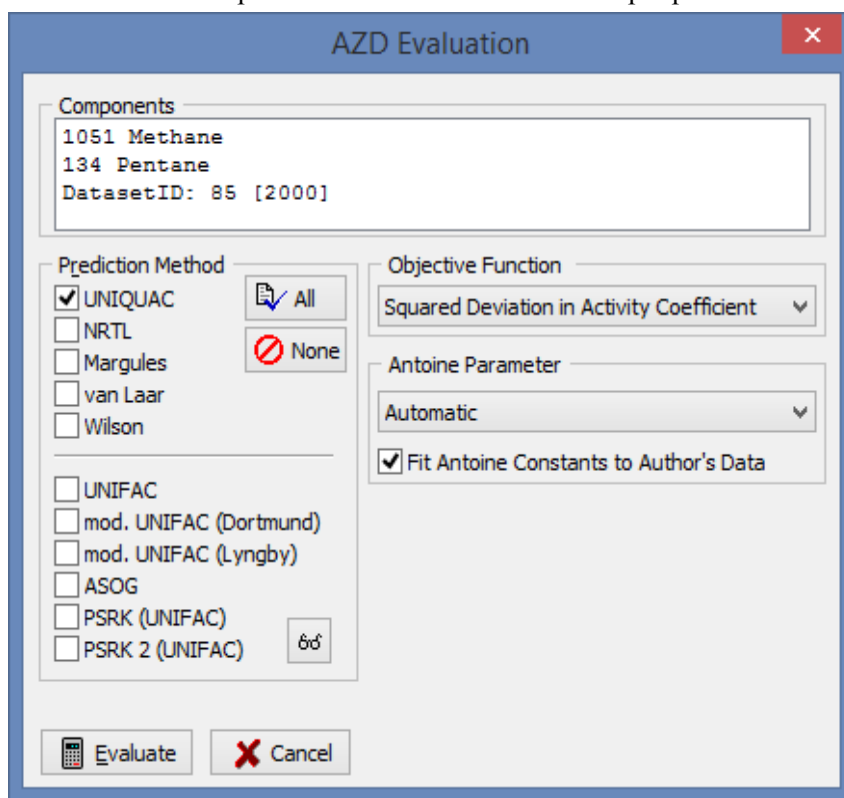 AZD Evaluation
Components
1051 Methane
134 Pentane
DatasetID: 85 [2000]
Prediction Method
UNIQUAC
All
NRTL
None
Margules
van Laar
Wilson
UNIFAC
mod. UNIFAC (Dortmund)
mod. UNIFAC (Lyngby)
ASOG
PSRK (UNIFAC)
PSRK 2 (UNIFAC)
Objective Function
Squared Deviation in Activity Coefficient
Antoine Parameter
Automatic
Fit Antoine Constants to Author's Data
Evaluate
Cancel